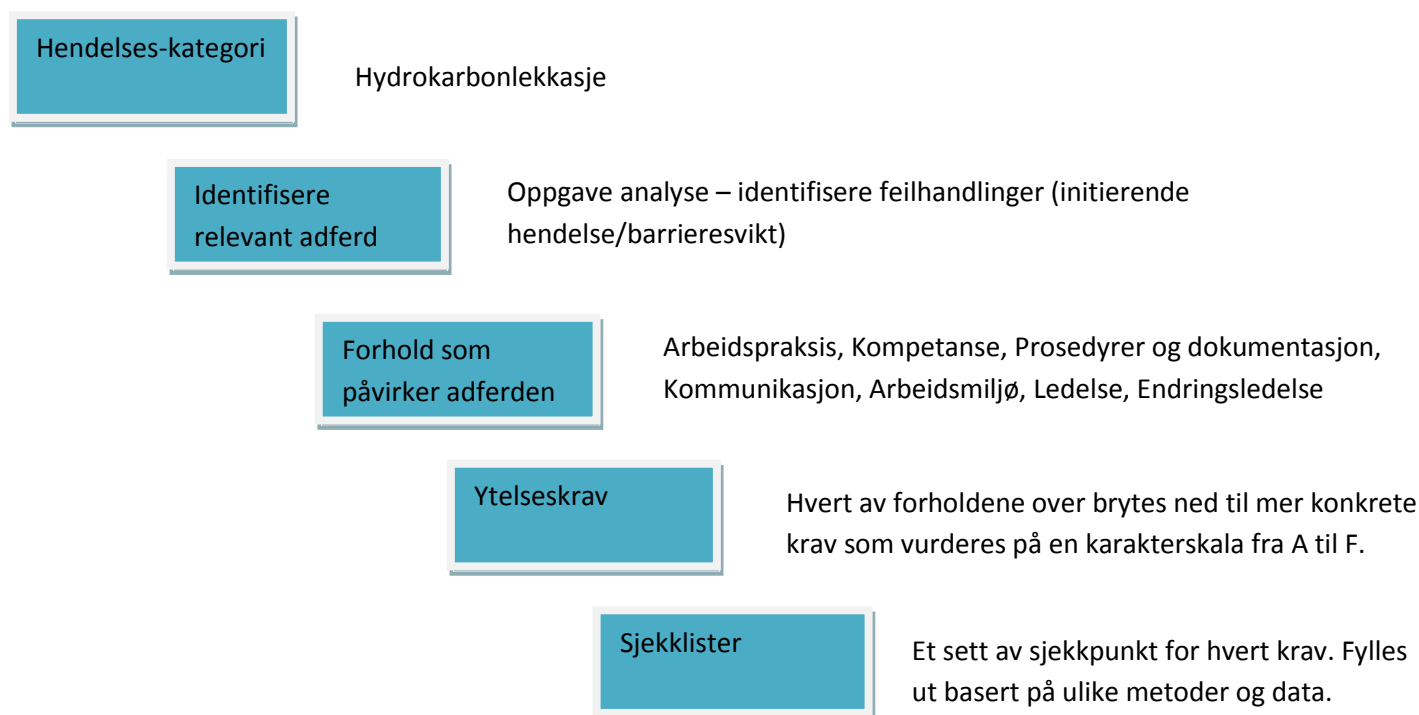 Hendelses-kategori
Hydrokarbonlekkasje
Identifisere
relevant adferd
Oppgave analyse – identifisere feilhandlinger (initierende
hendelse/barrieresvikt)
Forhold som
påvirker adferden
Arbeidspraksis, Kompetanse, Prosedyrer og dokumentasjon,
Kommunikasjon, Arbeidsmiljø, Ledelse, Endringsledelse
Ytelseskrav
Hvert av forholdene over brytes ned til mer konkrete
krav som vurderes på en karakterskala fra A til F.
Sjekklister
Et sett av sjekkpunkt for hvert krav. Fylles
ut basert på ulike metoder og data.